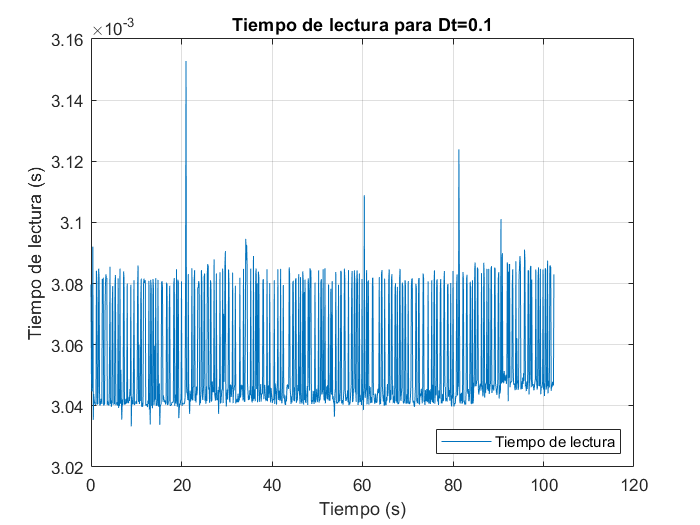 Tiempo de lectura para Dt=0.1
×10-3
3.16
3.14
3.12
3.1
3.08
3.06
3.04
3.02
Tiempo de lectura (s)
0 20 40 60 80 100 120
Tiempo (s)
Tiempo de lectura